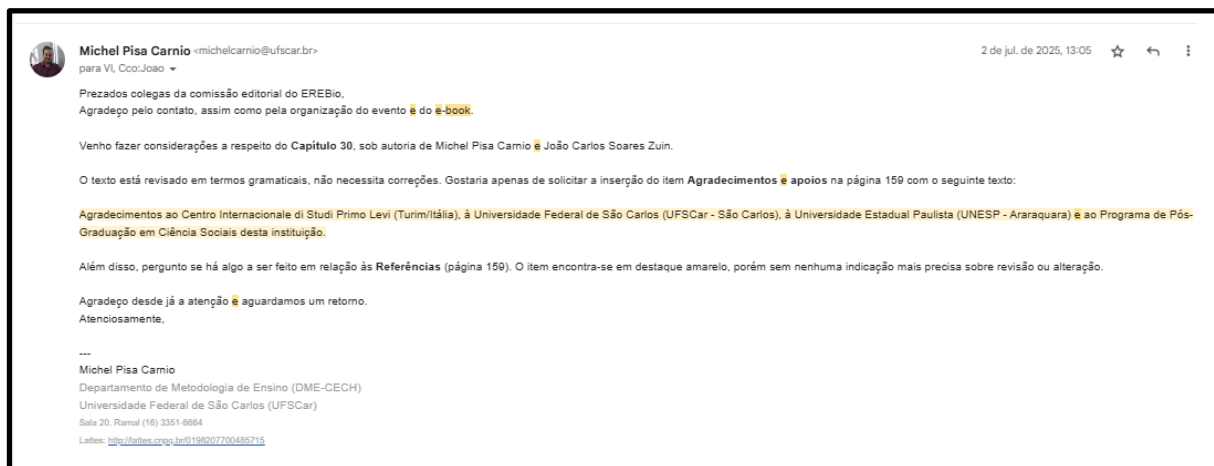 Michel Pisa Carnio <michelcarnio@ufscar.br>
2 de jul. de 2025, 13:05
para VI, Cco:Joao
Prezados colegas da comissão editorial do EREBio,
Agradeço pelo contato, assim como pela organização do evento e do e-book.
Venho fazer considerações a respeito do Capítulo 30, sob autoria de Michel Pisa Carnio e João Carlos Soares Zuin.
O texto está revisado em termos gramaticais, não necessita correções. Gostaria apenas de solicitar a inserção do item Agradecimentos e apoios na página 159 com o seguinte texto:
Agradecimentos ao Centro Internacionale di Studi Primo Levi (Turim/Itália), à Universidade Federal de São Carlos (UFSCar - São Carlos), à Universidade Estadual Paulista (UNESP - Araraquara) e ao Programa de Pós-
Graduação em Ciência Sociais desta instituição.
Além disso, pergunto se há algo a ser feito em relação às Referências (página 159). O item encontra-se em destaque amarelo, porém sem nenhuma indicação mais precisa sobre revisão ou alteração.
Agradeço desde já a atenção e aguardamos um retorno.
Atenciosamente,
---
Michel Pisa Carnio
Departamento de Metodologia de Ensino (DME-CECH)
Universidade Federal de São Carlos (UFSCar)
Sala 20. Ramal (16) 3351-8664
Lattes: http://lattes.cnpq.br/0198207700485715